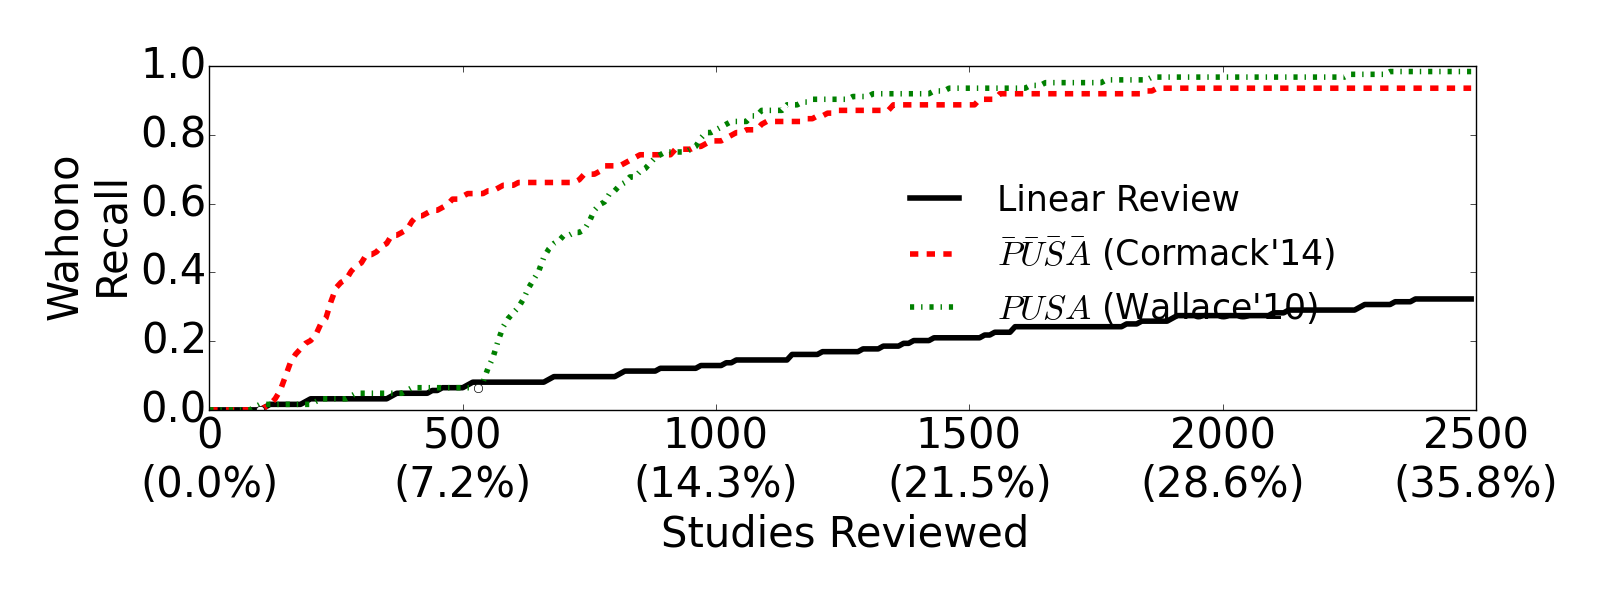 Wahono
Recall
1.0
0.8
0.6
0.4
0.2
0.0
Linear Review
P̄ŪS̄Ā (Cormack'14)
PUSA (Wallace'10)
0 500 1000 1500 2000 2500
(0.0%) (7.2%) (14.3%) (21.5%) (28.6%) (35.8%)
Studies Reviewed